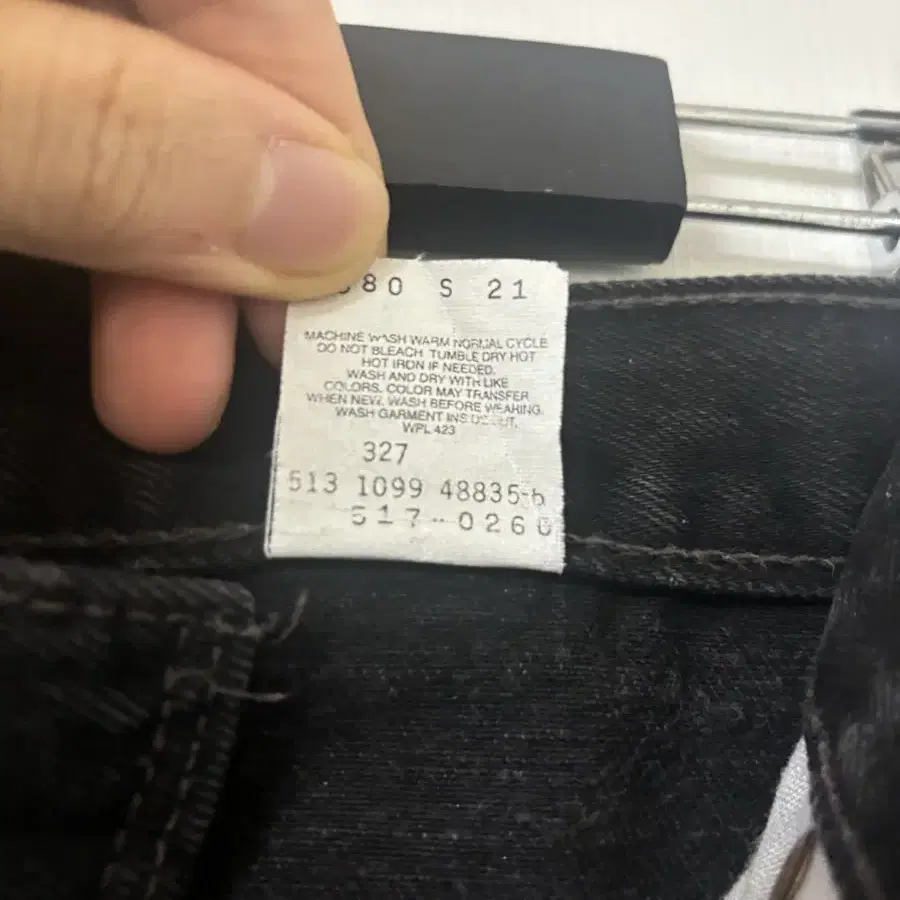 80 S 21
MACHINE WASH WARM NORMAL CYCLE
DO NOT BLEACH TUMBLE DRY HOT
HOT IRON IF NEEDED.
WASH AND DRY WITH LIKE
COLORS. COLOR MAY TRANSFER
WHEN NEW. WASH BEFORE WEARING.
WASH GARMENT INSIDE OUT.
WPL 423
327
513 1099 48835-6
517-0260